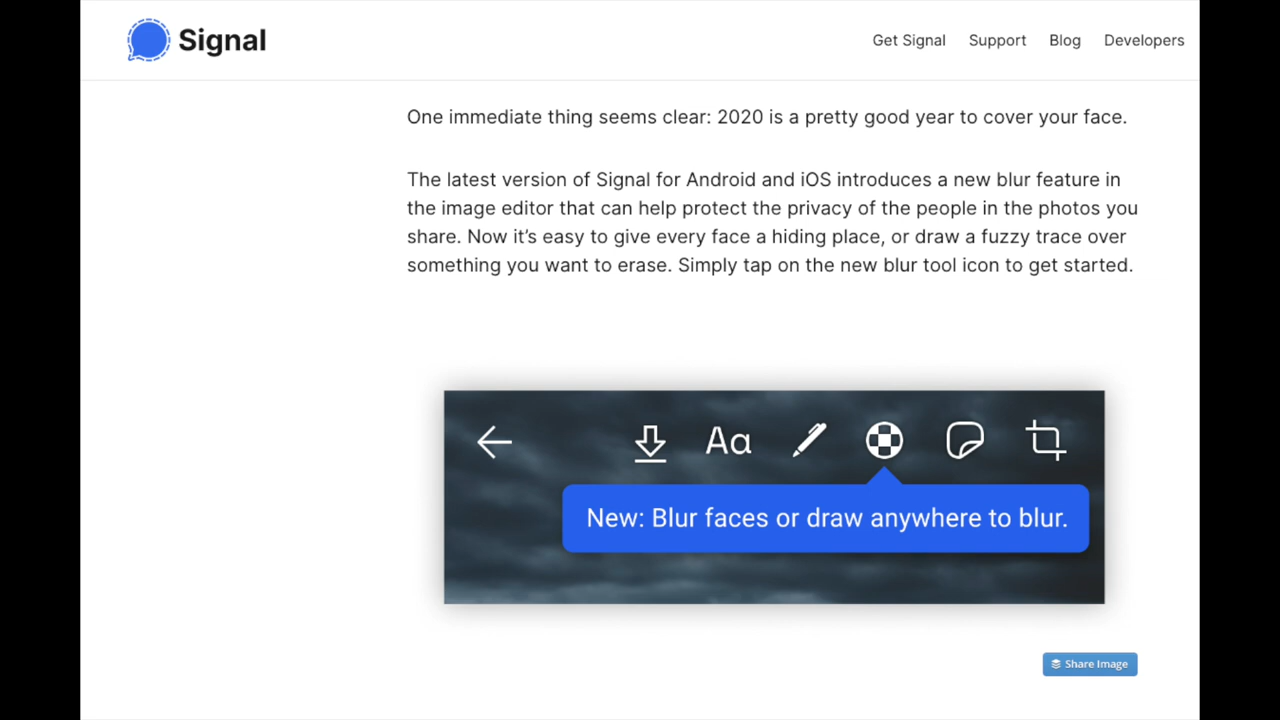 Signal
Get Signal Support Blog Developers
One immediate thing seems clear: 2020 is a pretty good year to cover your face.
The latest version of Signal for Android and iOS introduces a new blur feature in
the image editor that can help protect the privacy of the people in the photos you
share. Now it’s easy to give every face a hiding place, or draw a fuzzy trace over
something you want to erase. Simply tap on the new blur tool icon to get started.
Aa
New: Blur faces or draw anywhere to blur.
Share Image